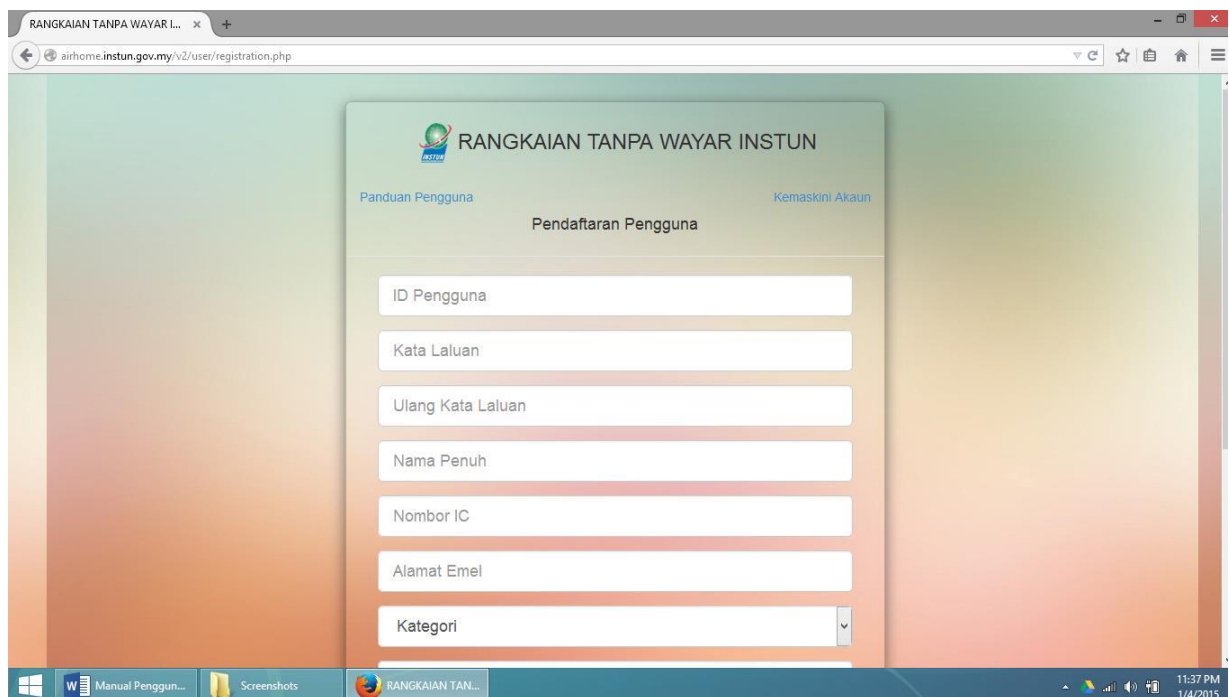 RANGKAIAN TANPA WAYAR I...
airhome.instun.gov.my/v2/user/registration.php
INSTUN
RANGKAIAN TANPA WAYAR INSTUN
Panduan Pengguna Kemaskini Akaun
Pendaftaran Pengguna
ID Pengguna
Kata Laluan
Ulang Kata Laluan
Nama Penuh
Nombor IC
Alamat Emel
Kategori
Manual Penggun... Screenshots RANGKAIAN TAN... 11:37 PM
1/4/2015